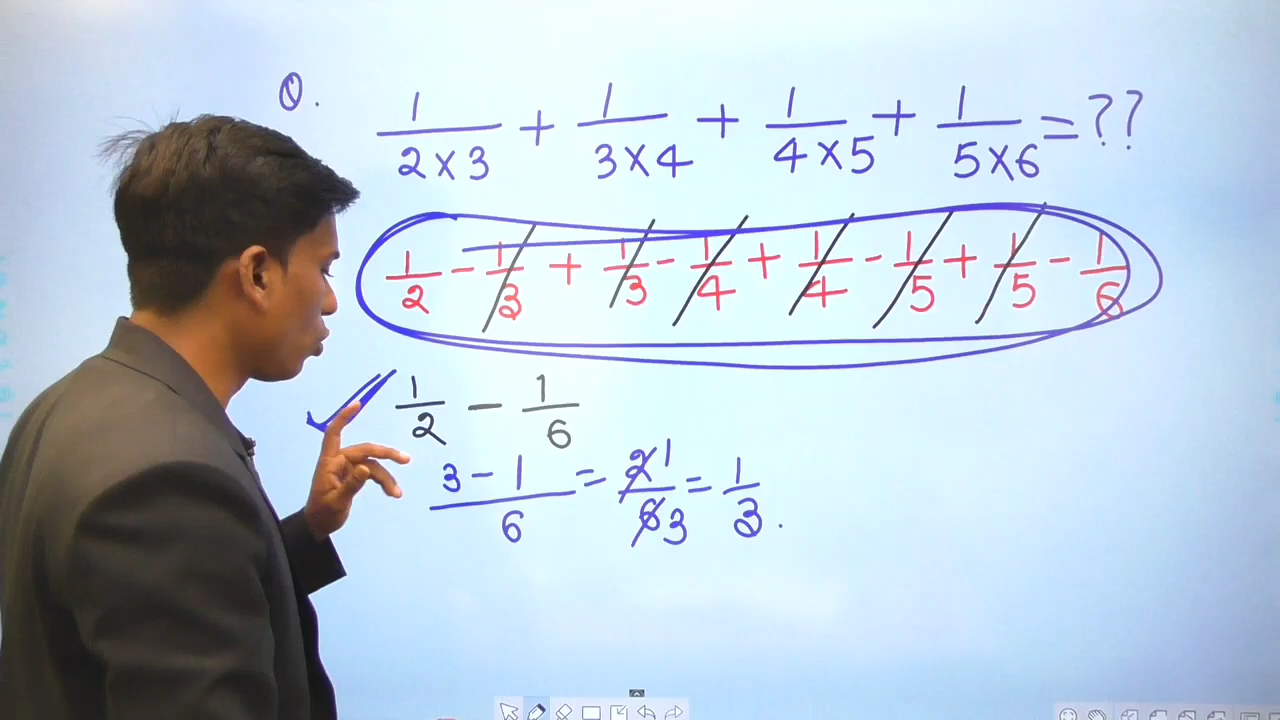 Q. 1/2×3 + 1/3×4 + 1/4×5 + 1/5×6 = ??
1/2 - 1/3 + 1/3 - 1/4 + 1/4 - 1/5 + 1/5 - 1/6
1/2 - 1/6
3-1/6 = 2 1/6 3 = 1/3.